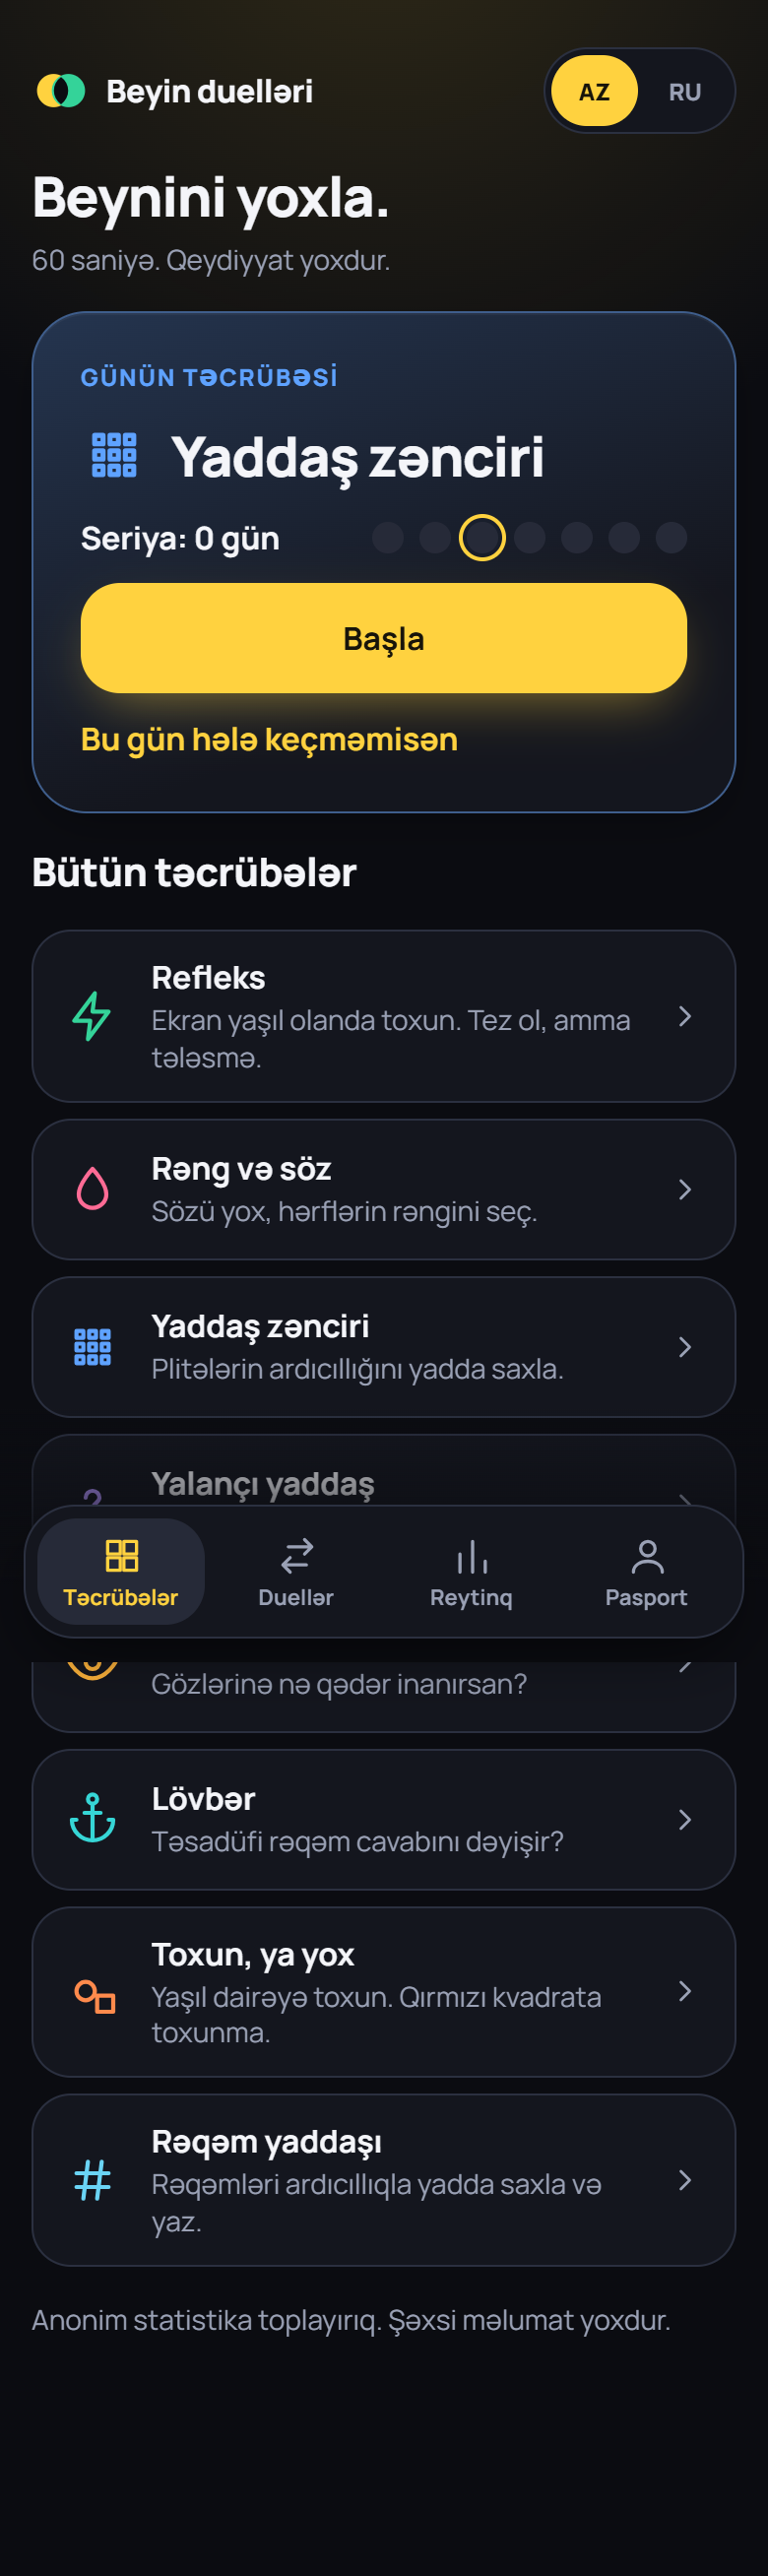 Beyin duelləri
AZ
RU
Beynini yoxla.
60 saniyə. Qeydiyyat yoxdur.
GÜNÜN TƏCRÜBƏSİ
Yaddaş zənciri
Seriya: 0 gün
Başla
Bu gün hələ keçməmisən
Bütün təcrübələr
Refleks
Ekran yaşıl olanda toxun. Tez ol, amma
tələsmə.
Rəng və söz
Sözü yox, hərflərin rəngini seç.
Yaddaş zənciri
Plitələrin ardıcıllığını yadda saxla.
Yalançı yaddaş
Təcrübələr
Duellər
Reytinq
Pasport
Gözlərinə nə qədər inanırsan?
Lövbər
Təsadüfi rəqəm cavabını dəyişir?
Toxun, ya yox
Yaşıl dairəyə toxun. Qırmızı kvadrata
toxunma.
Rəqəm yaddaşı
Rəqəmləri ardıcıllıqla yadda saxla və
yaz.
Anonim statistika toplayırıq. Şəxsi məlumat yoxdur.